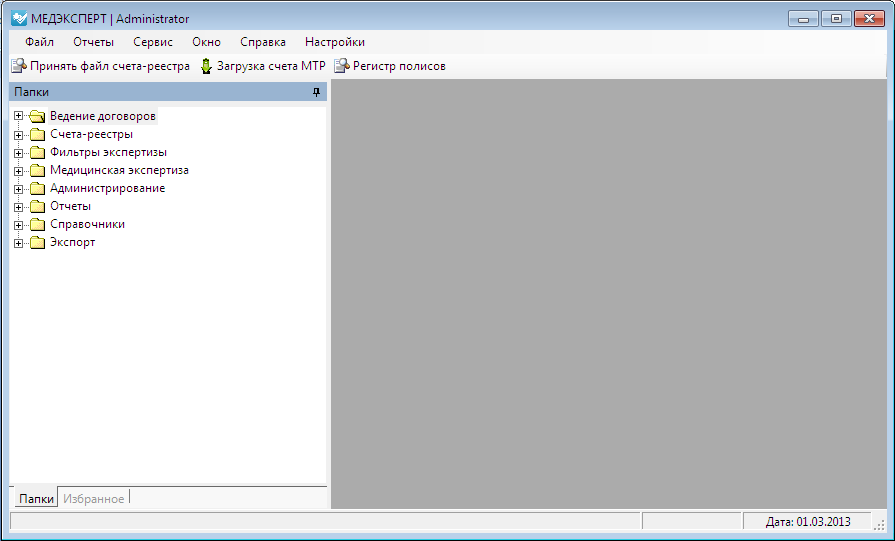 МЕДЭКСПЕРТ | Administrator
Файл Отчеты Сервис Окно Справка Настройки
Принять файл счета-реестра Загрузка счета МТР Регистр полисов
Папки
Ведение договоров
Счета-реестры
Фильтры экспертизы
Медицинская экспертиза
Администрирование
Отчеты
Справочники
Экспорт
Папки Избранное
Дата: 01.03.2013